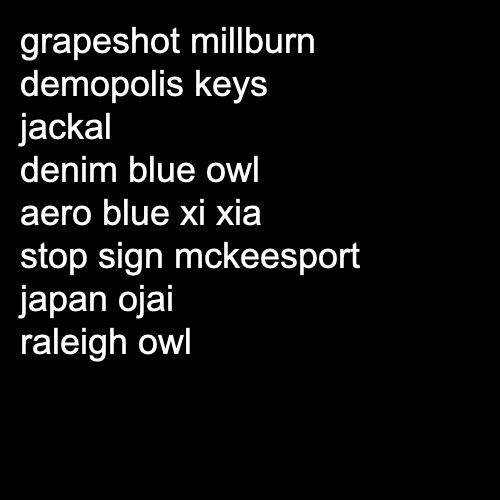 grapeshot millburn
demopolis keys
jackal
denim blue owl
aero blue xi xia
stop sign mckeesport
japan ojai
raleigh owl